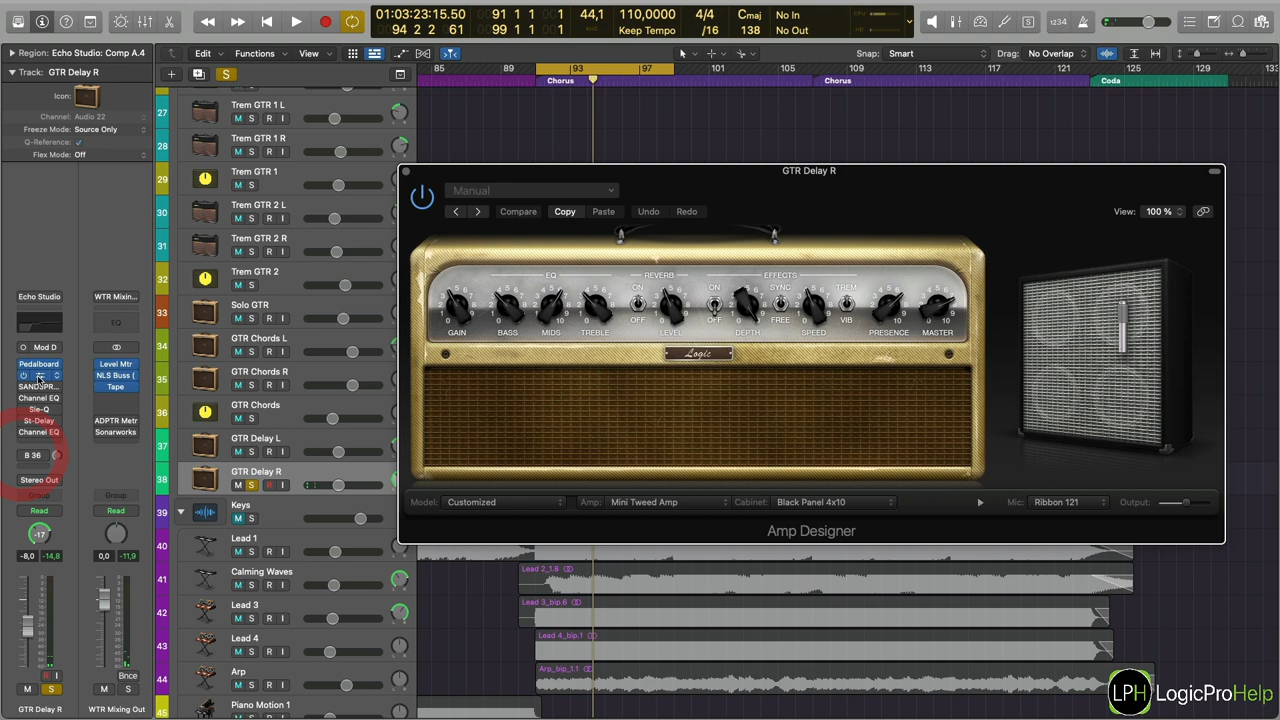 01:03:23:15.50
94 2 2 61
91 1 1 1
99 1 1 1
44,1
110,0000
Keep Tempo
4/4
/16
Cmaj
138
No In
No Out
CPU
1234
Region: Echo Studio: Comp A.4
Edit
Functions
View
Snap: Smart
Drag: No Overlap
Track: GTR Delay R
S
85
89
93
97
101
105
109
113
117
121
125
129
133
Chorus
Chorus
Coda
Icon:
Channel: Audio 22
Freeze Mode: Source Only
Q-Reference:
Flex Mode: Off
27
Trem GTR 1 L
M S R I
28
Trem GTR 1 R
M S R I
29
Trem GTR 1
M S
30
Trem GTR 2 L
M S R I
31
Trem GTR 2 R
M S R I
32
Trem GTR 2
M S
33
Solo GTR
M S R I
34
GTR Chords L
M S R I
35
GTR Chords R
M S R I
36
GTR Chords
M S
37
GTR Delay L
M S R I
38
GTR Delay R
M S R I
39
Keys
M S
40
Lead 1
M S R I
41
Calming Waves
M S R I
42
Lead 3
M S R I
43
Lead 4
M S R I
44
Arp
M S R I
45
Piano Motion 1
Echo Studio
WTR Mixin...
EQ
Mod D
Pedalboard
Level Mtr
NLS Buss (
Tape
Channel EQ
Sie-Q
St-Delay
ADPTR Metr
Channel EQ
Sonarworks
B 36
Stereo Out
Group
Group
Read
Read
-17
-8,0
-14,8
0,0
-11,9
R I
Bnce
M S
M S
GTR Delay R
WTR Mixing Out
GTR Delay R
Manual
Compare
Copy
Paste
Undo
Redo
View: 100 %
EQ
REVERB
EFFECTS
ON
ON
SYNC
TREM
OFF
OFF
FREE
VIB
GAIN
BASS
MIDS
TREBLE
LEVEL
DEPTH
SPEED
PRESENCE
MASTER
Logic
Model: Customized
Amp: Mini Tweed Amp
Cabinet: Black Panel 4x10
Mic: Ribbon 121
Output:
Amp Designer
Lead 2_1.8
Lead 3_bip.6
Lead 4_bip.1
Arp_bip_1.1
LPH LogicProHelp